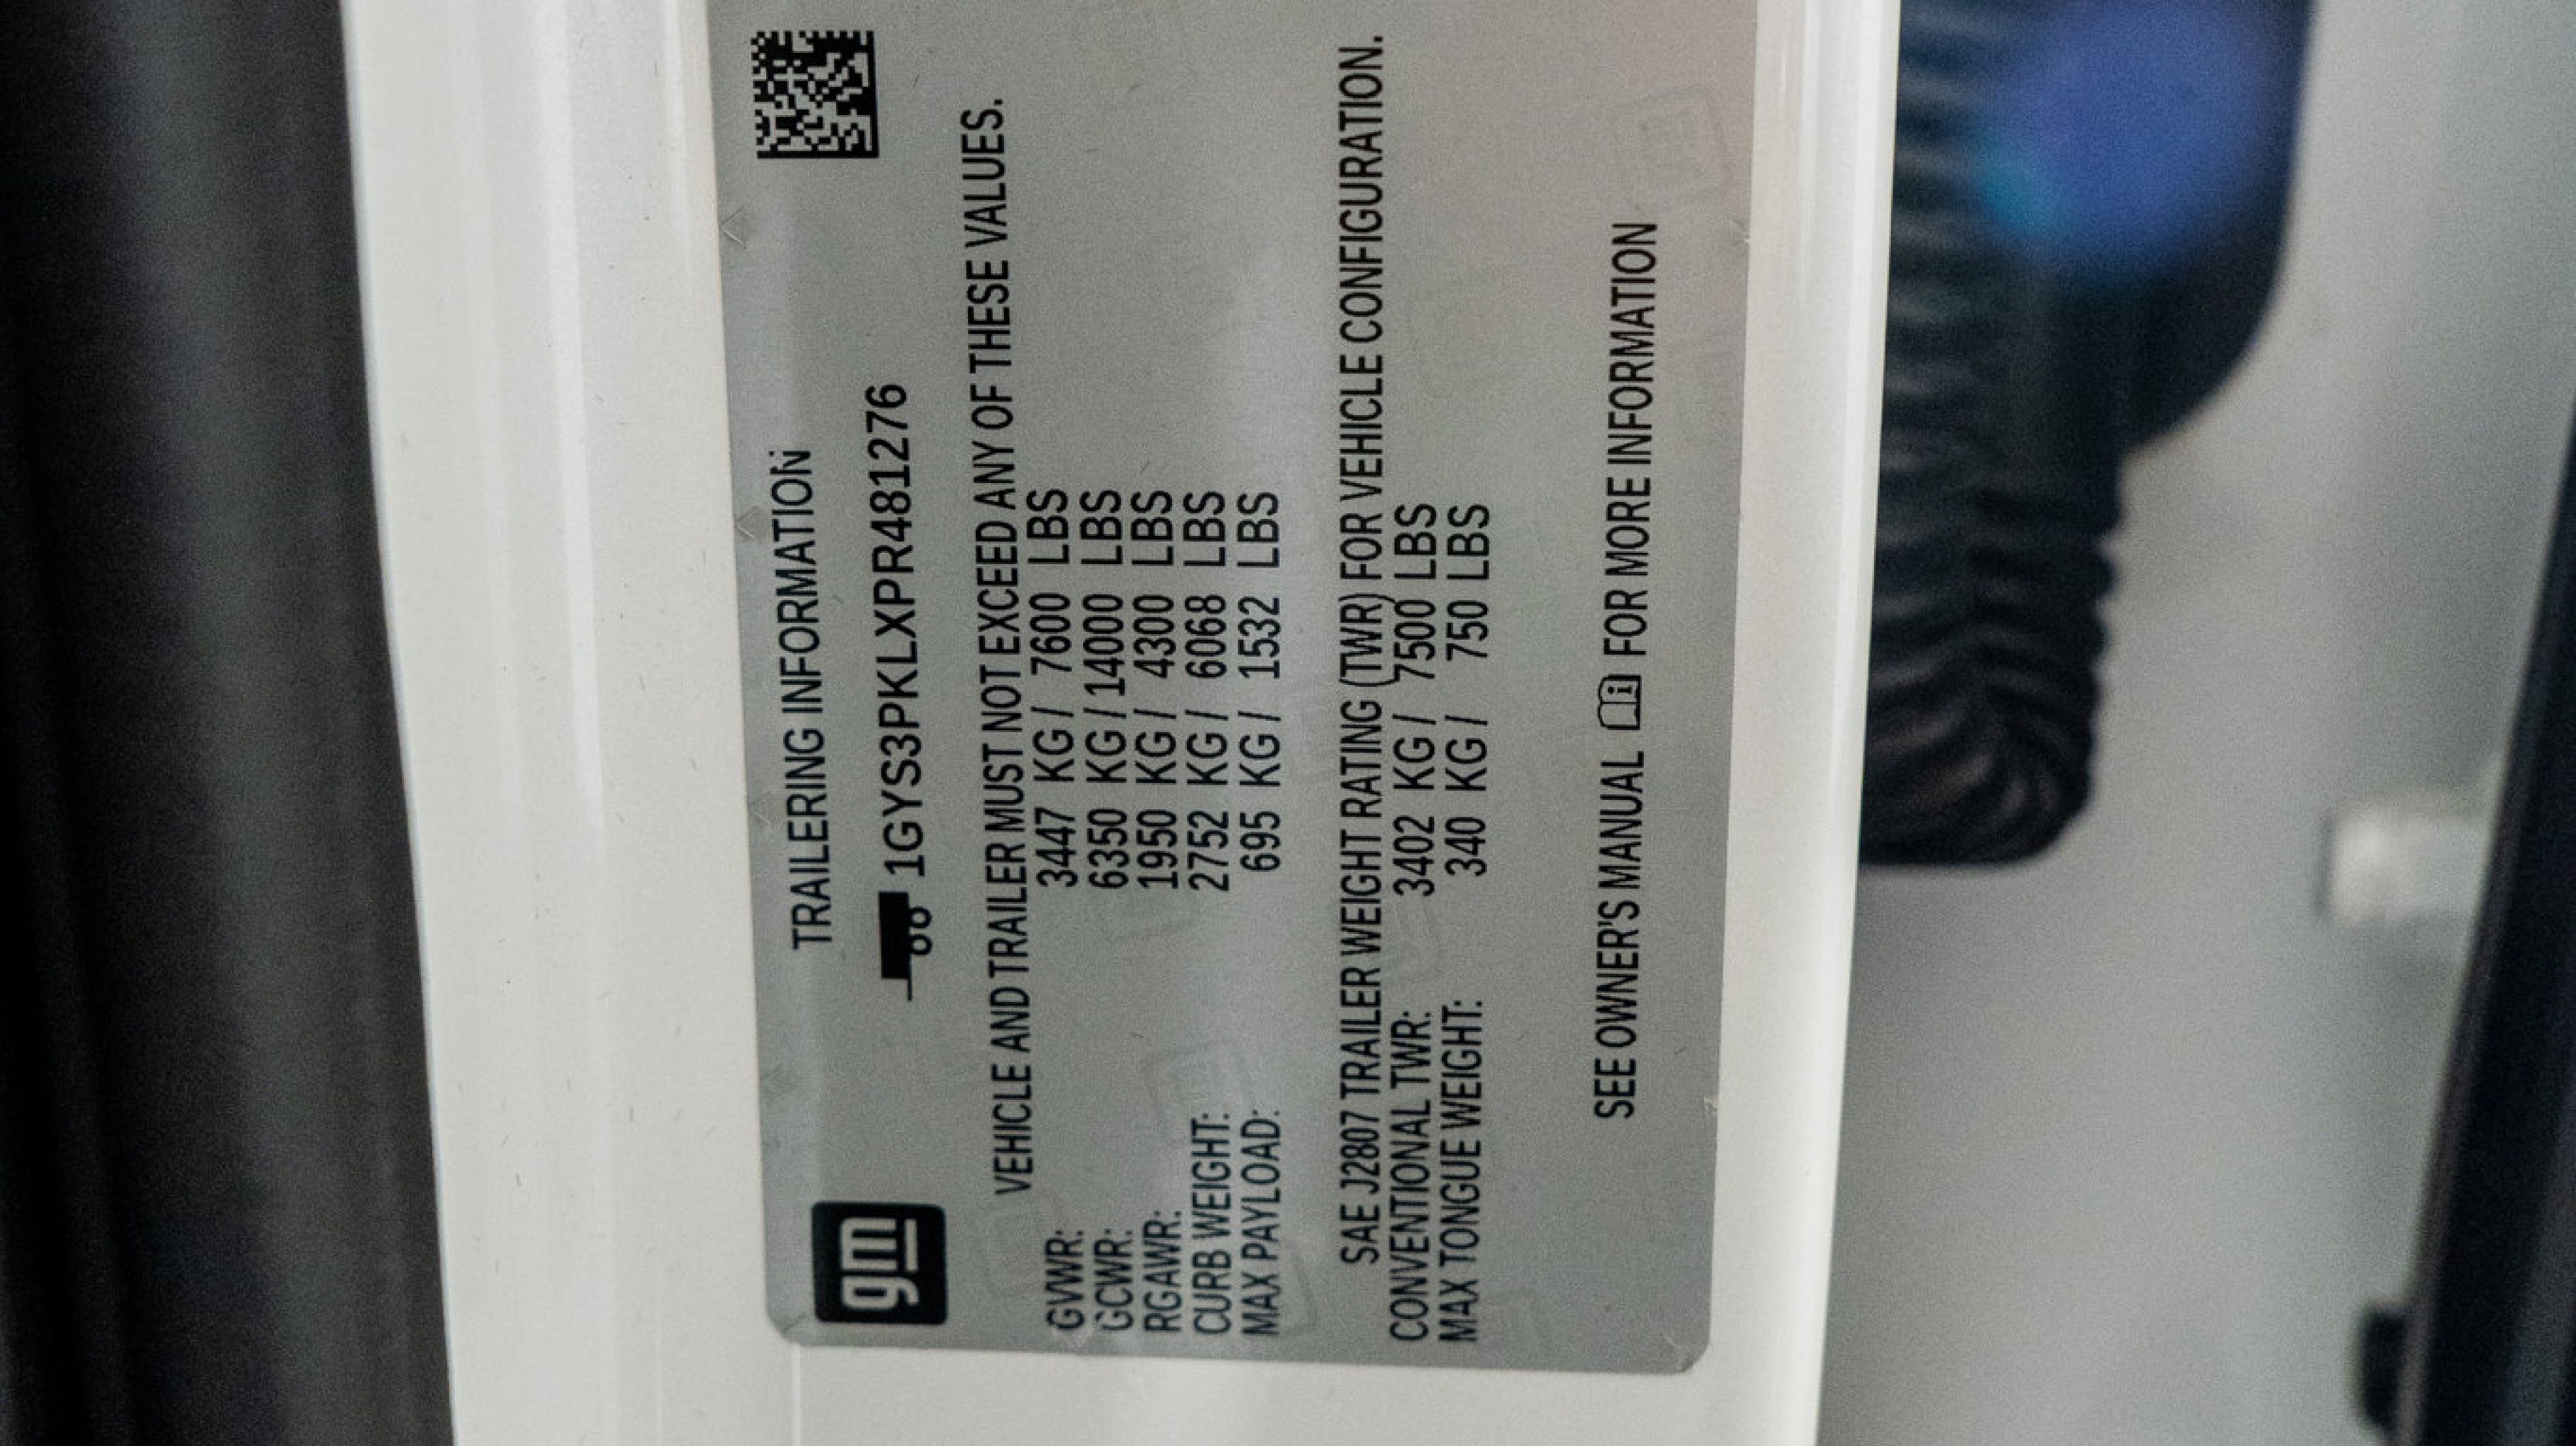 gm
TRAILERING INFORMATION
1GYS3PKLXPR481276
VEHICLE AND TRAILER MUST NOT EXCEED ANY OF THESE VALUES.
GVWR: 3447 KG / 7600 LBS
GCWR: 6350 KG / 14000 LBS
RGAWR: 1950 KG / 4300 LBS
CURB WEIGHT: 2752 KG / 6068 LBS
MAX PAYLOAD: 695 KG / 1532 LBS
SAE J2807 TRAILER WEIGHT RATING (TWR) FOR VEHICLE CONFIGURATION.
CONVENTIONAL TWR: 3402 KG / 7500 LBS
MAX TONGUE WEIGHT: 340 KG / 750 LBS
SEE OWNER'S MANUAL FOR MORE INFORMATION